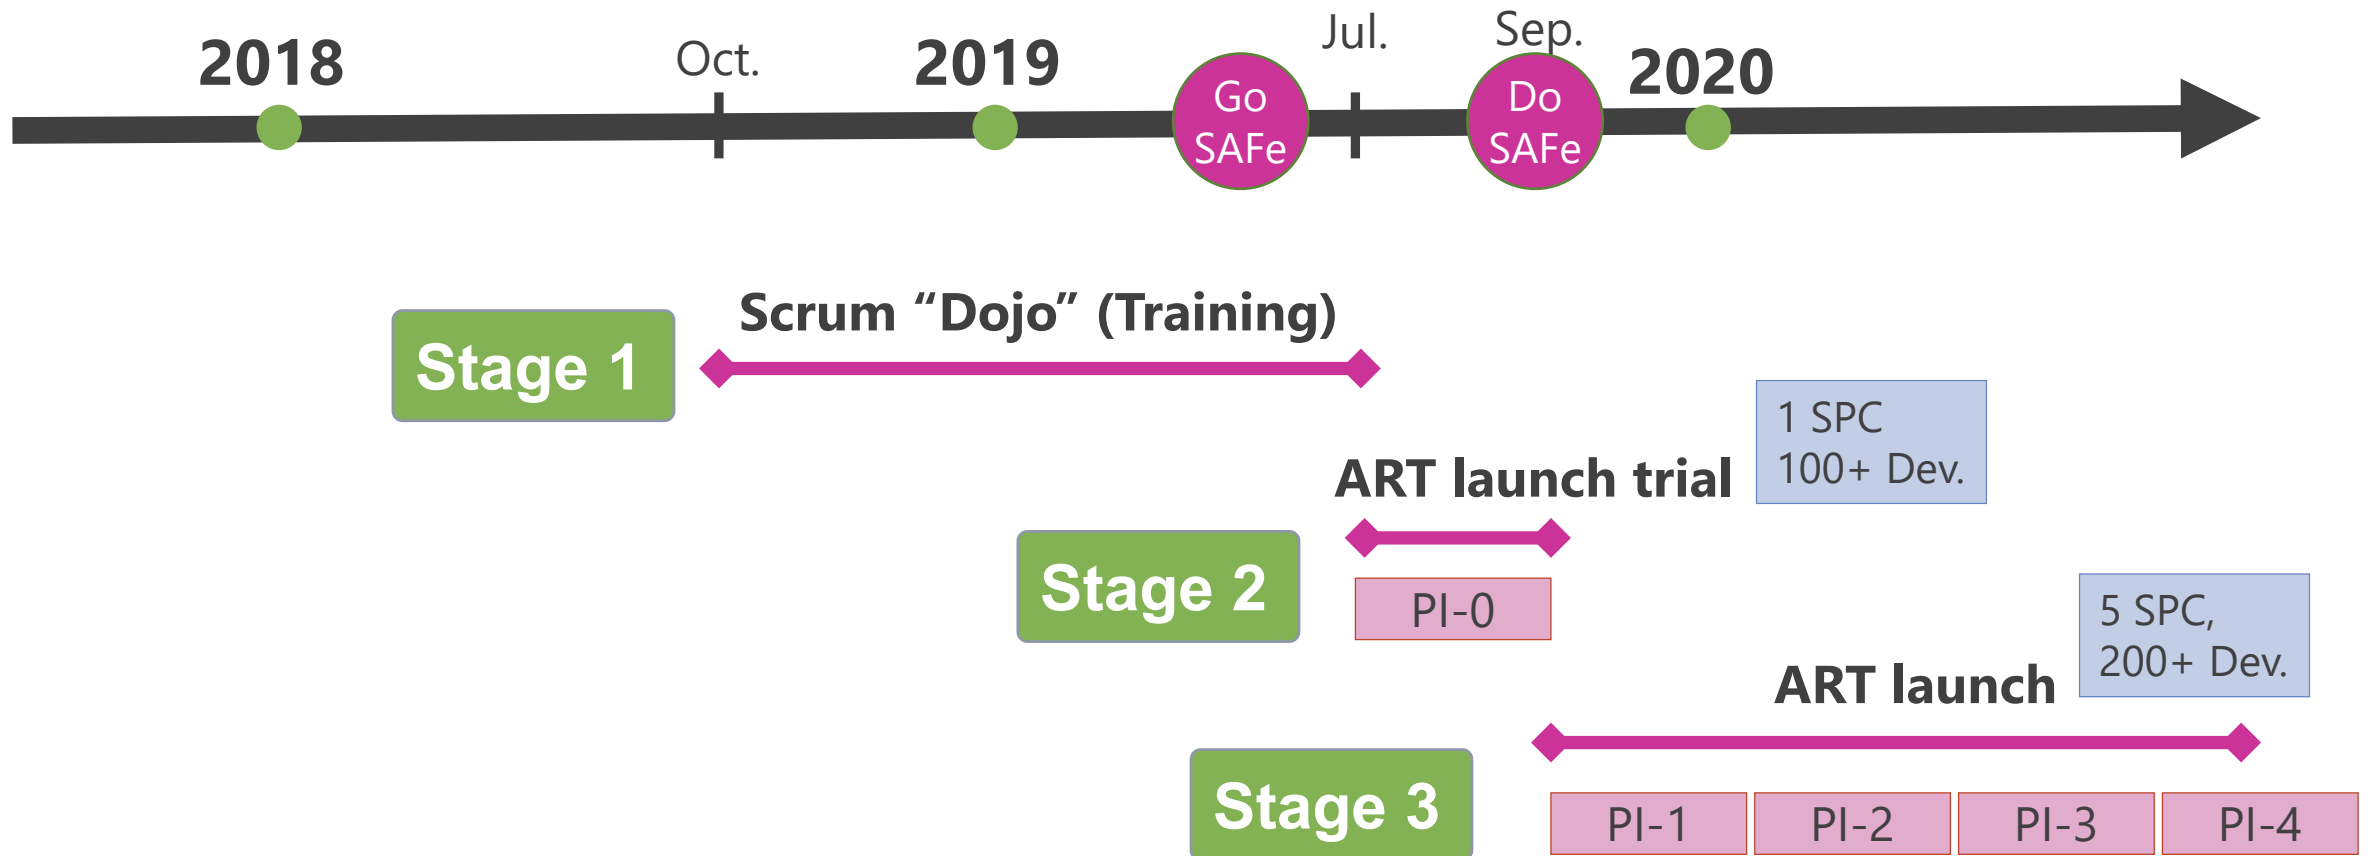 2018
Oct.
2019
Go
SAFe
Jul.
Sep.
Do
SAFe
2020
Stage 1
Scrum “Dojo” (Training)
Stage 2
ART launch trial
1 SPC
100+ Dev.
PI-0
Stage 3
ART launch
5 SPC,
200+ Dev.
PI-1
PI-2
PI-3
PI-4